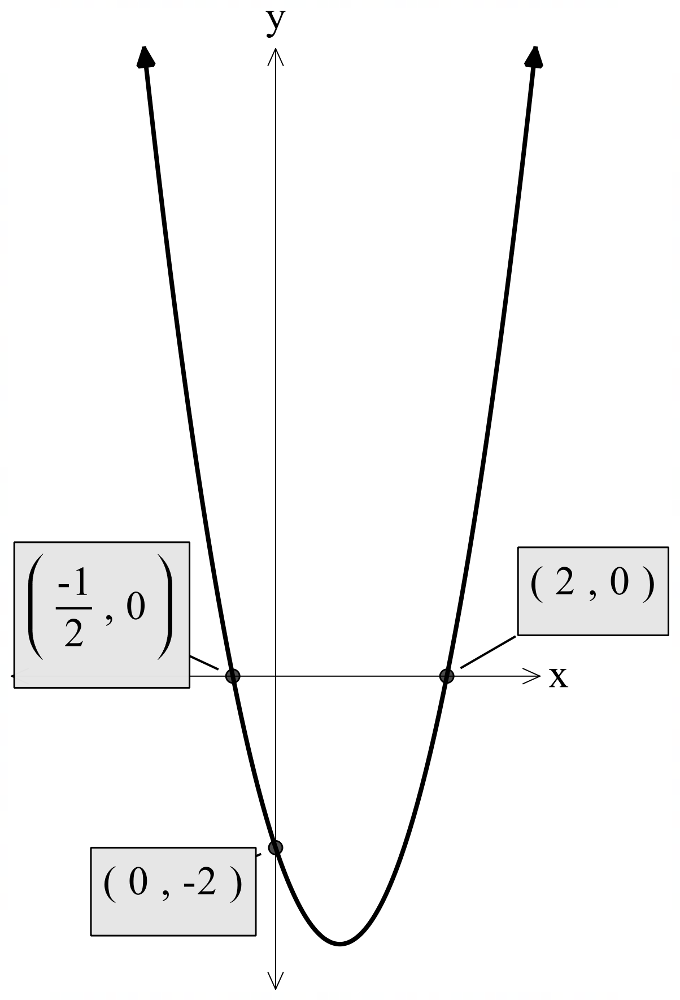 y
( -1/2 , 0 )
( 2 , 0 )
x
( 0 , -2 )